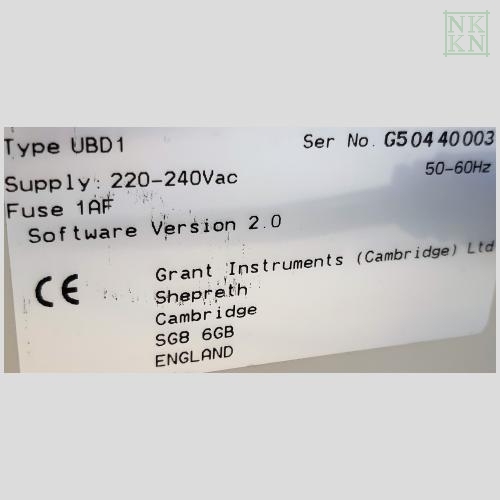 NK
KN
Type UBD1 Ser No. G50440003
Supply: 220-240Vac 50-60Hz
Fuse 1AF
Software Version 2.0
CE Grant Instruments (Cambridge) Ltd
Shepreth
Cambridge
SG8 6GB
ENGLAND